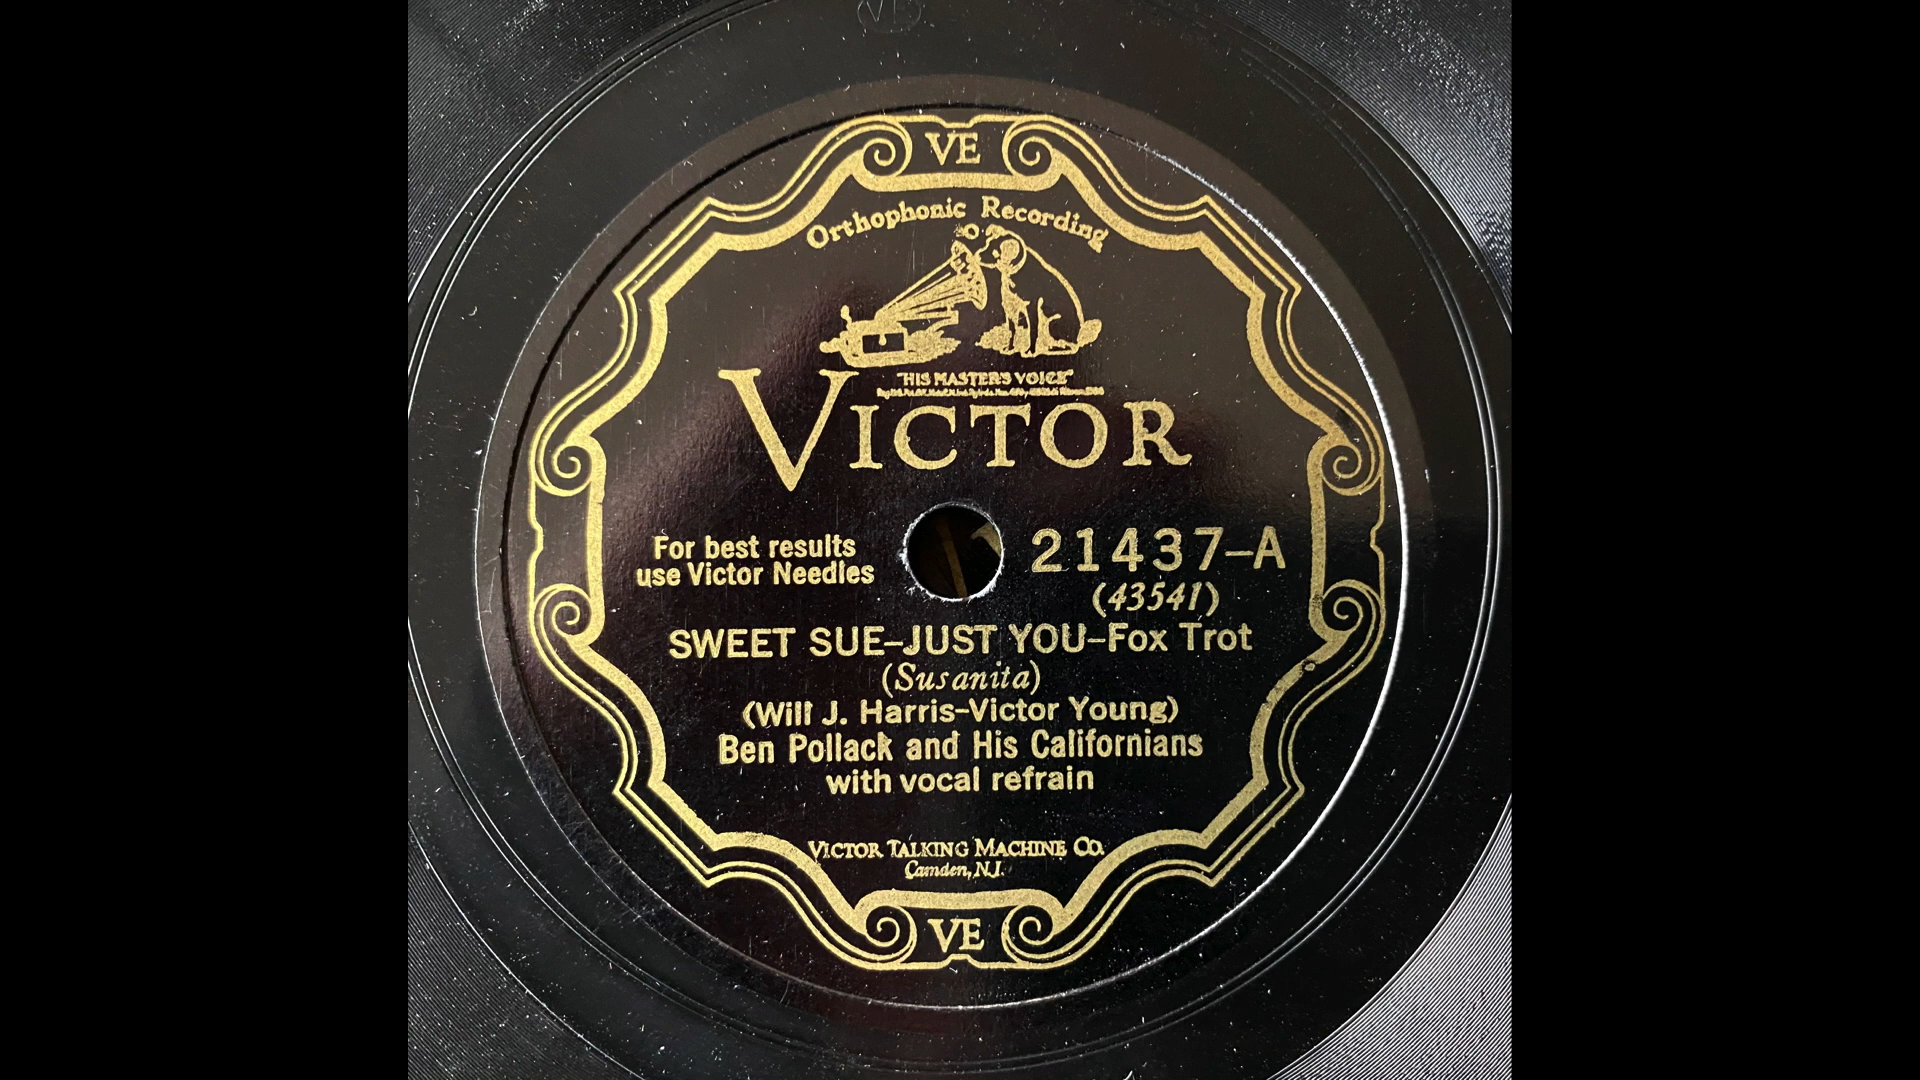 VE
Orthophonic Recording
"HIS MASTER'S VOICE"
VICTOR
For best results
use Victor Needles
21437-A
(43541)
SWEET SUE-JUST YOU-Fox Trot
(Susanita)
(Will J. Harris-Victor Young)
Ben Pollack and His Californians
with vocal refrain
VICTOR TALKING MACHINE CO.
Camden, N.J.
VE